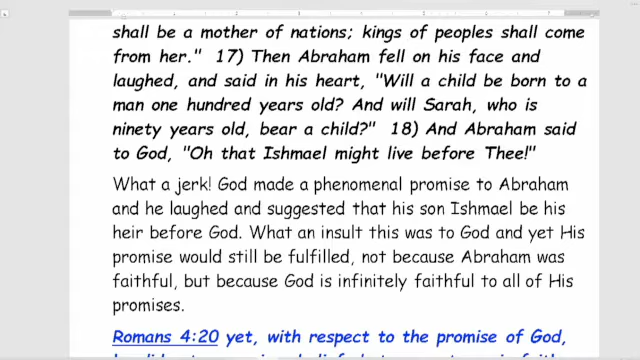 shall be a mother of nations; kings of peoples shall come
from her." 17) Then Abraham fell on his face and
laughed, and said in his heart, "Will a child be born to a
man one hundred years old? And will Sarah, who is
ninety years old, bear a child?" 18) And Abraham said
to God, "Oh that Ishmael might live before Thee!"
What a jerk! God made a phenomenal promise to Abraham
and he laughed and suggested that his son Ishmael be his
heir before God. What an insult this was to God and yet His
promise would still be fulfilled, not because Abraham was
faithful, but because God is infinitely faithful to all of His
promises.
Romans 4:20 yet, with respect to the promise of God,